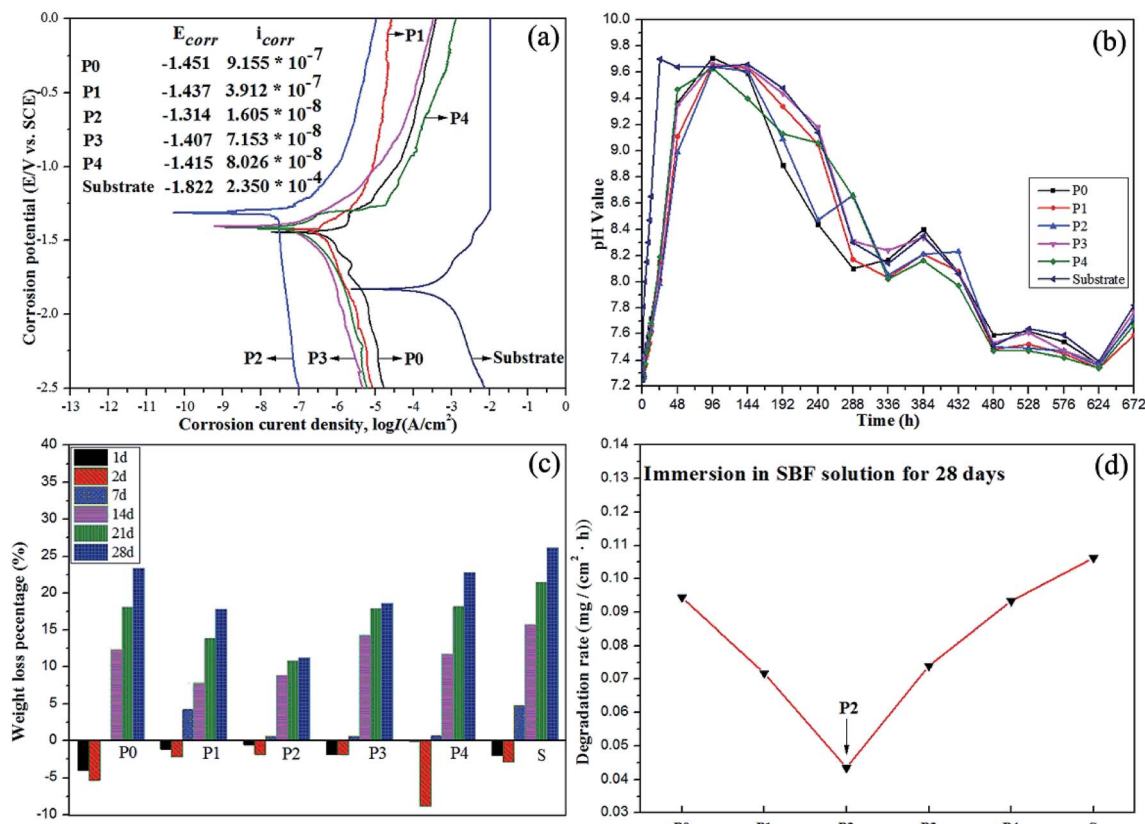 (a)
E_corr i_corr
P0 -1.451 9.155 * 10^-7
P1 -1.437 3.912 * 10^-7
P2 -1.314 1.605 * 10^-8
P3 -1.407 7.153 * 10^-8
P4 -1.415 8.026 * 10^-8
Substrate -1.822 2.350 * 10^-4
P1
P4
P2
P3
P0
Substrate
0.0
-0.5
-1.0
-1.5
-2.0
-2.5
Corrosion potential (E/V vs. SCE)
-13 -12 -11 -10 -9 -8 -7 -6 -5 -4 -3 -2 -1 0
Corrosion curent density, logI(A/cm²)
(b)
10.0
9.8
9.6
9.4
9.2
9.0
8.8
8.6
8.4
8.2
8.0
7.8
7.6
7.4
7.2
pH Value
P0
P1
P2
P3
P4
Substrate
0 48 96 144 192 240 288 336 384 432 480 528 576 624 672
Time (h)
(c)
40
35
30
25
20
15
10
5
0
-5
-10
Weight loss pecentage (%)
1d
2d
7d
14d
21d
28d
P0 P1 P2 P3 P4 S
(d)
Immersion in SBF solution for 28 days
0.14
0.13
0.12
0.11
0.10
0.09
0.08
0.07
0.06
0.05
0.04
0.03
Degradation rate (mg / (cm² · h))
P2